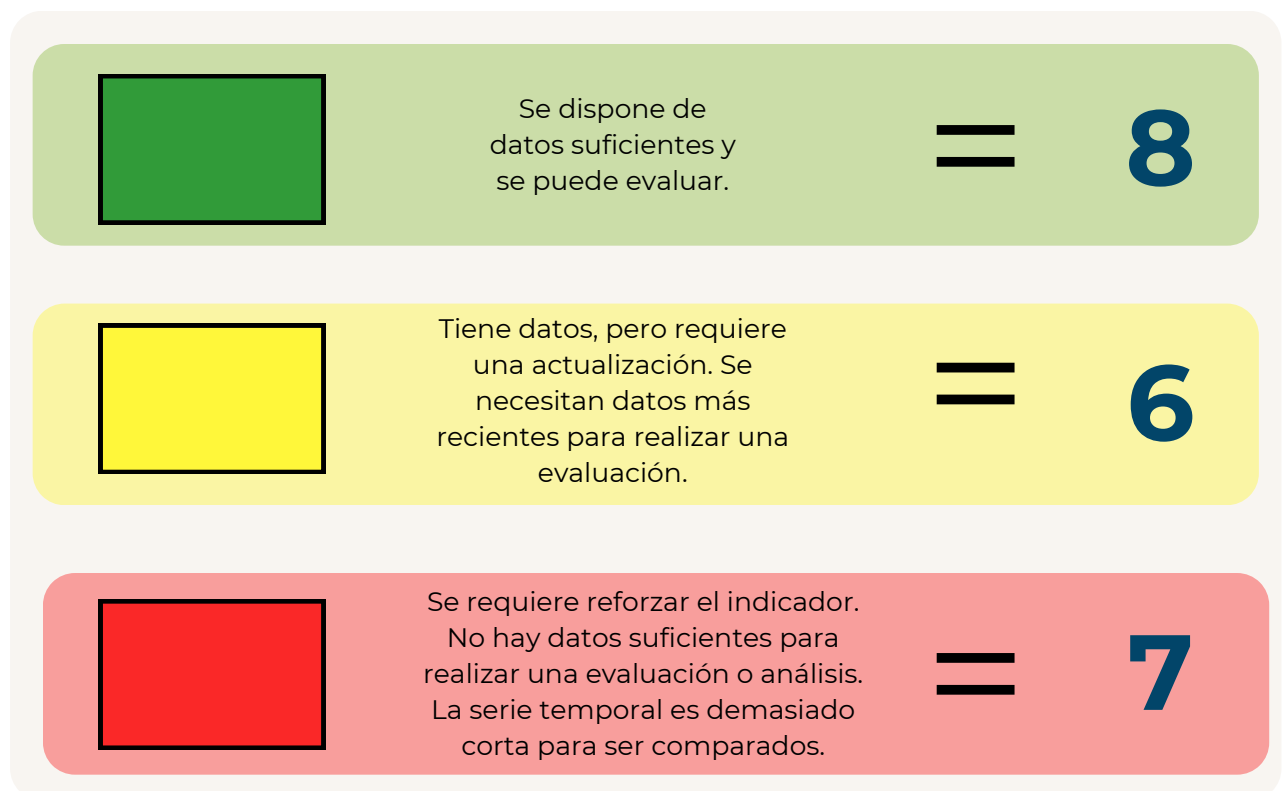 Se dispone de
datos suficientes y
se puede evaluar.
=
8
Tiene datos, pero requiere
una actualización. Se
necesitan datos más
recientes para realizar una
evaluación.
=
6
Se requiere reforzar el indicador.
No hay datos suficientes para
realizar una evaluación o análisis.
La serie temporal es demasiado
corta para ser comparados.
=
7